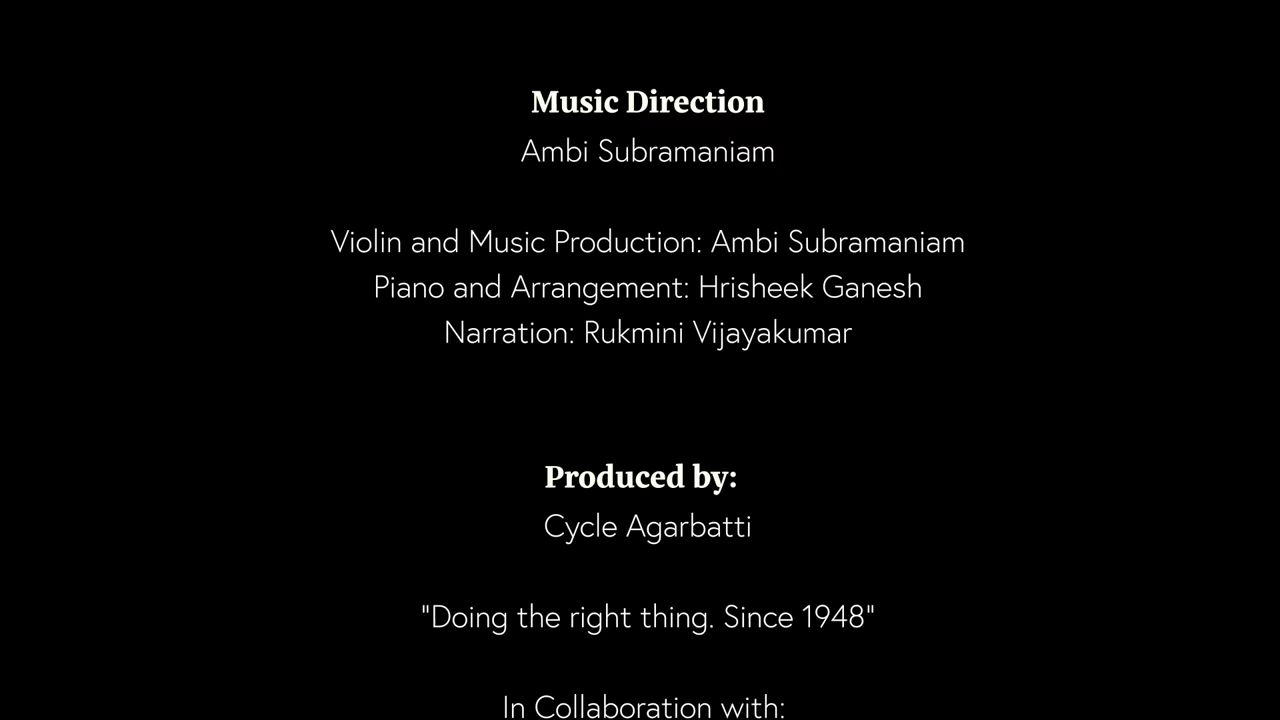 Music Direction
Ambi Subramaniam
Violin and Music Production: Ambi Subramaniam
Piano and Arrangement: Hrisheek Ganesh
Narration: Rukmini Vijayakumar
Produced by:
Cycle Agarbatti
"Doing the right thing. Since 1948"
In Collaboration with: